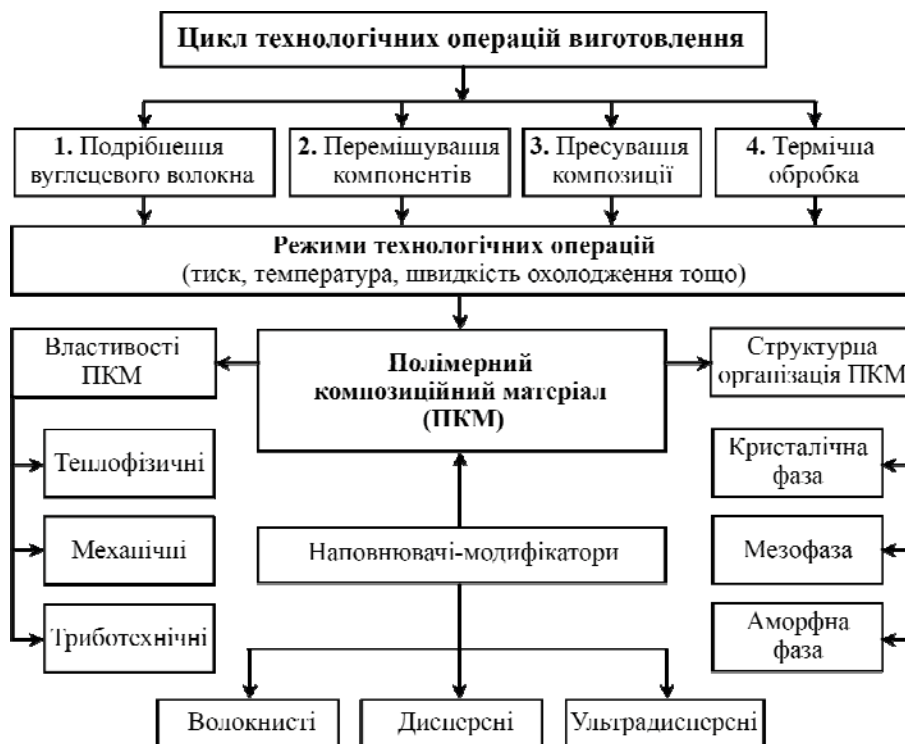 Цикл технологічних операцій виготовлення
1. Подрібнення
вуглецевого волокна
2. Перемішування
компонентів
3. Пресування
композиції
4. Термічна
обробка
Режими технологічних операцій
(тиск, температура, швидкість охолодження тощо)
Властивості
ПКМ
Полімерний
композиційний матеріал
(ПКМ)
Структурна
організація ПКМ
Теплофізичні
Кристалічна
фаза
Механічні
Наповнювачі-модифікатори
Мезофаза
Триботехнічні
Аморфна
фаза
Волокнисті
Дисперсні
Ультрадисперсні